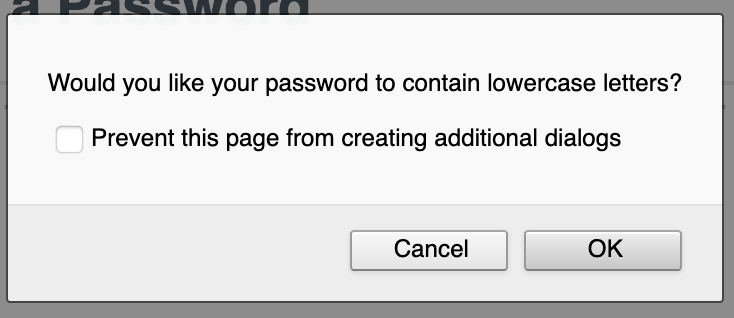 a Password
Would you like your password to contain lowercase letters?
Prevent this page from creating additional dialogs
Cancel
OK